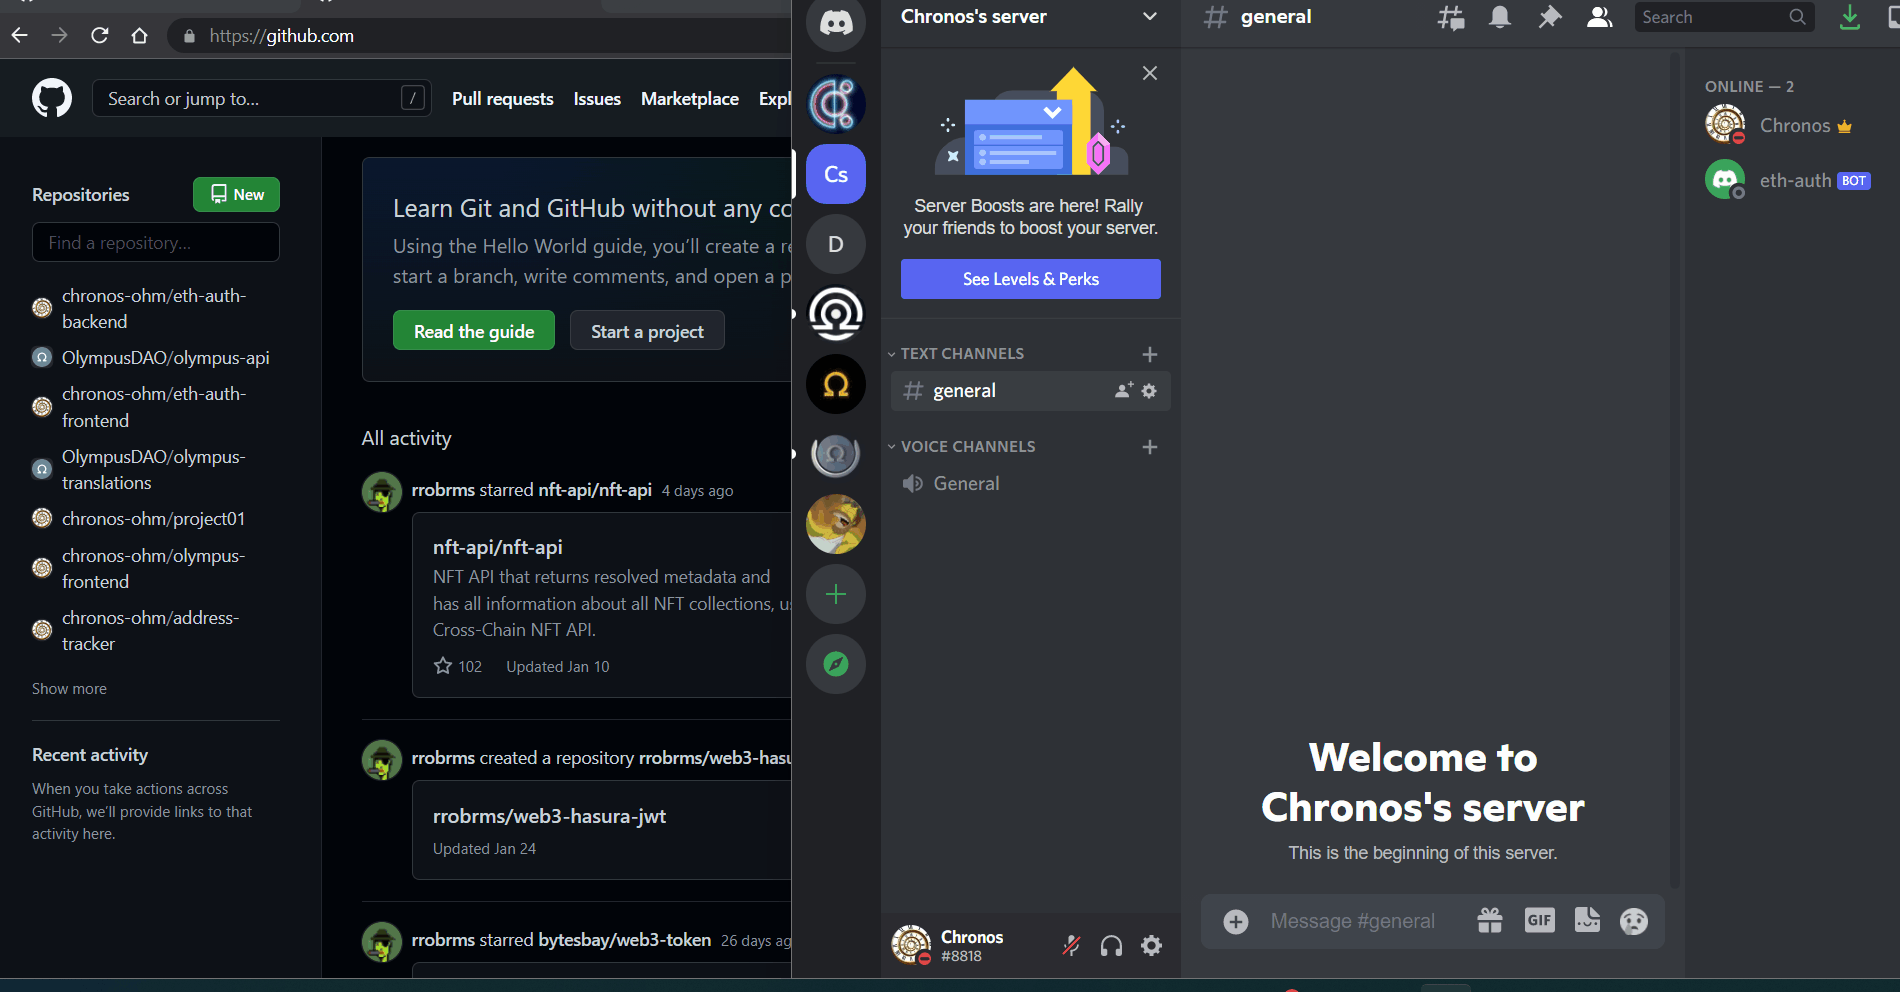 https://github.com
Search or jump to...
/
Pull requests
Issues
Marketplace
Expl
Repositories
New
Find a repository...
chronos-ohm/eth-auth-
backend
OlympusDAO/olympus-api
chronos-ohm/eth-auth-
frontend
OlympusDAO/olympus-
translations
chronos-ohm/project01
chronos-ohm/olympus-
frontend
chronos-ohm/address-
tracker
Show more
Recent activity
When you take actions across
GitHub, we'll provide links to that
activity here.
Learn Git and GitHub without any co
Using the Hello World guide, you'll create a re
start a branch, write comments, and open a p
Read the guide
Start a project
All activity
rrobrms starred nft-api/nft-api 4 days ago
nft-api/nft-api
NFT API that returns resolved metadata and
has all information about all NFT collections, us
Cross-Chain NFT API.
102 Updated Jan 10
rrobrms created a repository rrobrms/web3-hasu
rrobrms/web3-hasura-jwt
Updated Jan 24
rrobrms starred bytesbay/web3-token 26 days ag
Cs
D
Ω
Chronos's server
Server Boosts are here! Rally
your friends to boost your server.
See Levels & Perks
TEXT CHANNELS
# general
VOICE CHANNELS
General
Chronos
#8818
# general
Search
Welcome to
Chronos's server
This is the beginning of this server.
Message #general
GIF
ONLINE — 2
Chronos
eth-auth BOT